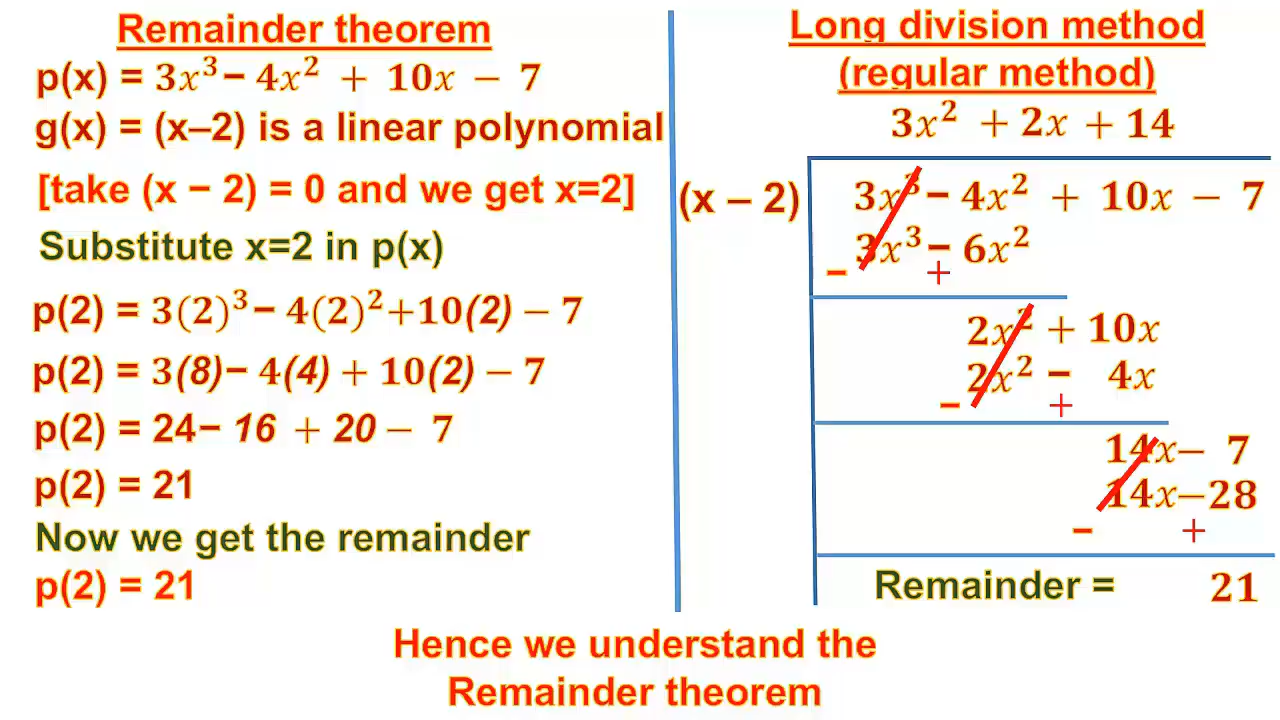 Remainder theorem
p(x) = 3x³ − 4x² + 10x − 7
g(x) = (x–2) is a linear polynomial
[take (x − 2) = 0 and we get x=2]
Substitute x=2 in p(x)
p(2) = 3(2)³ − 4(2)² +10(2) − 7
p(2) = 3(8)− 4(4) + 10(2) − 7
p(2) = 24− 16 + 20 − 7
p(2) = 21
Now we get the remainder
p(2) = 21
Long division method
(regular method)
3x² + 2x + 14
(x – 2) 3x³ − 4x² + 10x − 7
3x³ − 6x²
− +
2x² + 10x
2x² − 4x
− +
14x− 7
14x−28
− +
Remainder = 21
Hence we understand the
Remainder theorem